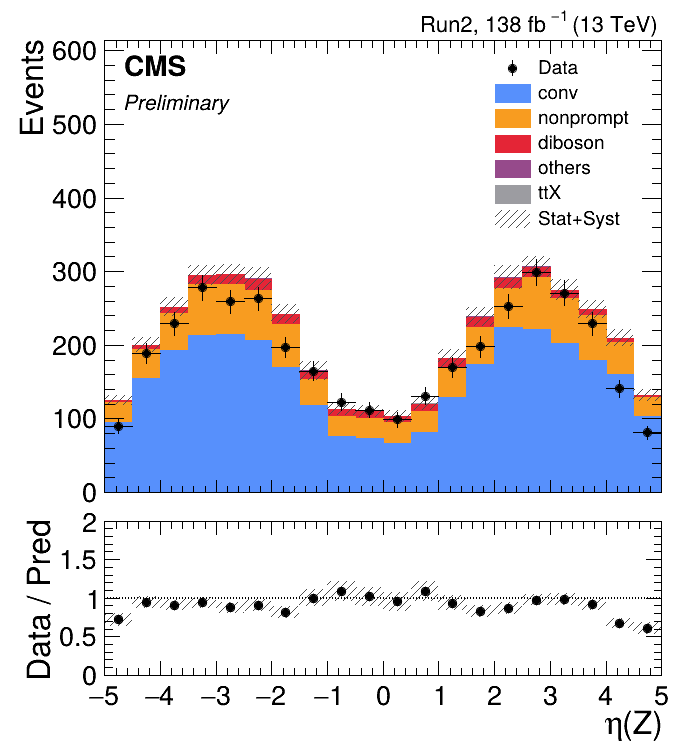 Run2, 138 fb⁻¹ (13 TeV)
CMS
Preliminary
Data
conv
nonprompt
diboson
others
ttX
Stat+Syst
Events
600
500
400
300
200
100
0
Data / Pred
2
1.5
1
0.5
0
−5 −4 −3 −2 −1 0 1 2 3 4 5
η(Z)